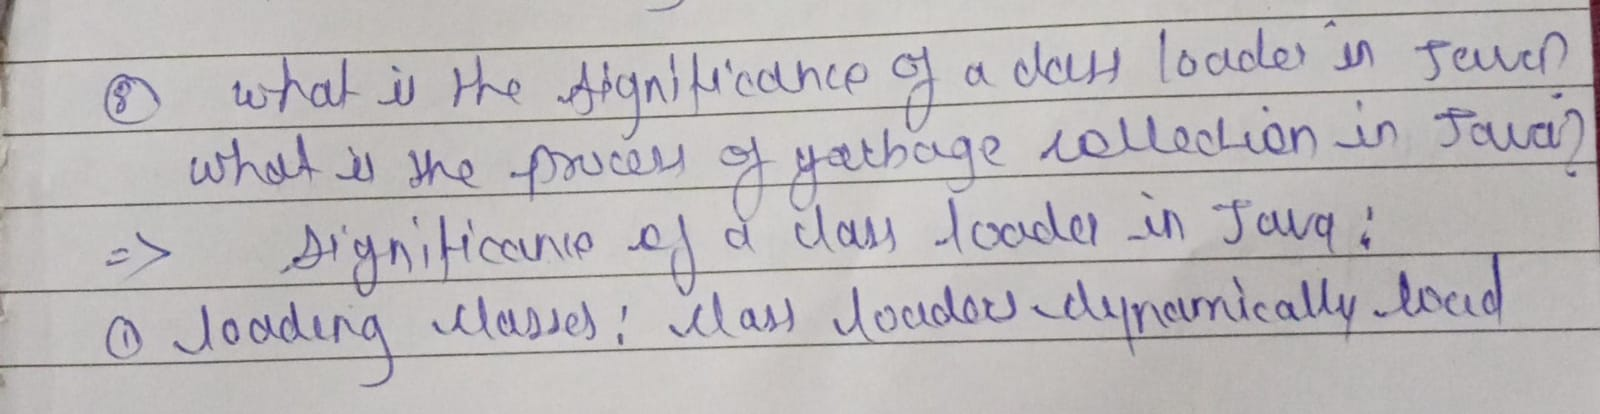 ⑧ what is the significance of a class loader in Java?
what is the process of garbage collection in Java?
=> significance of a class loader in Java :
① loading classes : class loaders dynamically load